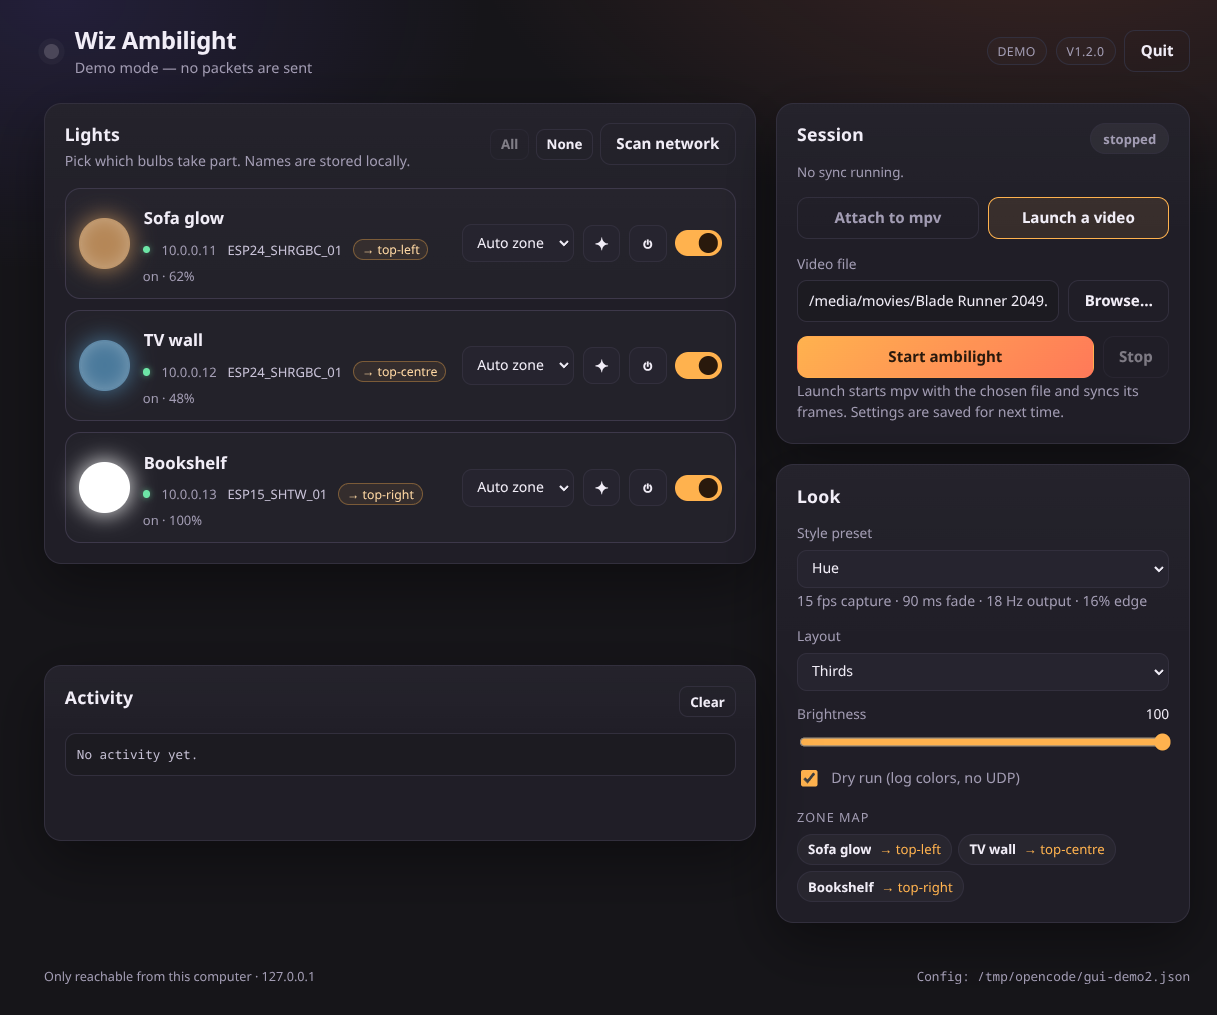 Wiz Ambilight
Demo mode — no packets are sent
DEMO
V1.2.0
Quit
Lights
Pick which bulbs take part. Names are stored locally.
All
None
Scan network
Sofa glow
10.0.0.11 ESP24_SHRGBC_01 → top-left
on · 62%
Auto zone
TV wall
10.0.0.12 ESP24_SHRGBC_01 → top-centre
on · 48%
Auto zone
Bookshelf
10.0.0.13 ESP15_SHTW_01 → top-right
on · 100%
Auto zone
Activity
Clear
No activity yet.
Session
stopped
No sync running.
Attach to mpv
Launch a video
Video file
/media/movies/Blade Runner 2049.
Browse...
Start ambilight
Stop
Launch starts mpv with the chosen file and syncs its
frames. Settings are saved for next time.
Look
Style preset
Hue
15 fps capture · 90 ms fade · 18 Hz output · 16% edge
Layout
Thirds
Brightness 100
Dry run (log colors, no UDP)
ZONE MAP
Sofa glow → top-left
TV wall → top-centre
Bookshelf → top-right
Only reachable from this computer · 127.0.0.1
Config: /tmp/opencode/gui-demo2.json